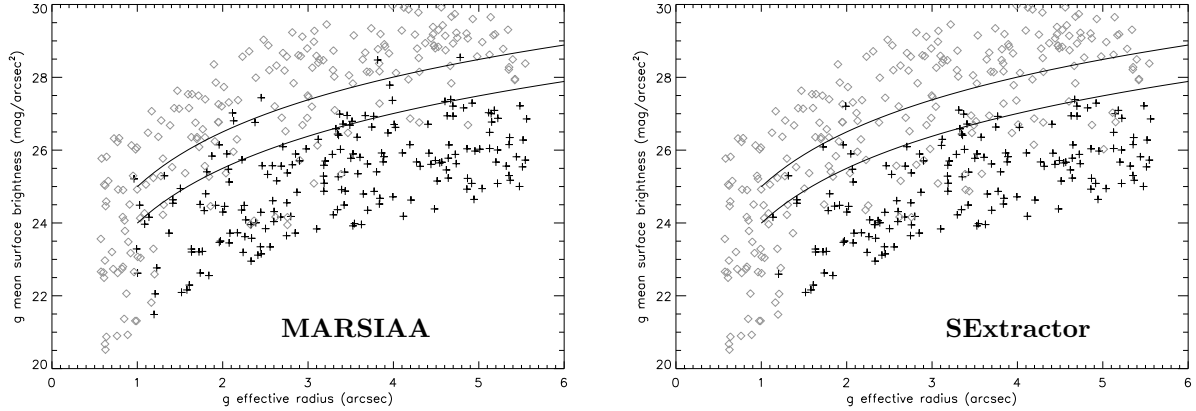 30
28
26
24
22
20
g mean surface brightness (mag/arcsec²)
MARSIAA
0 1 2 3 4 5 6
g effective radius (arcsec)
30
28
26
24
22
20
g mean surface brightness (mag/arcsec²)
SExtractor
0 1 2 3 4 5 6
g effective radius (arcsec)